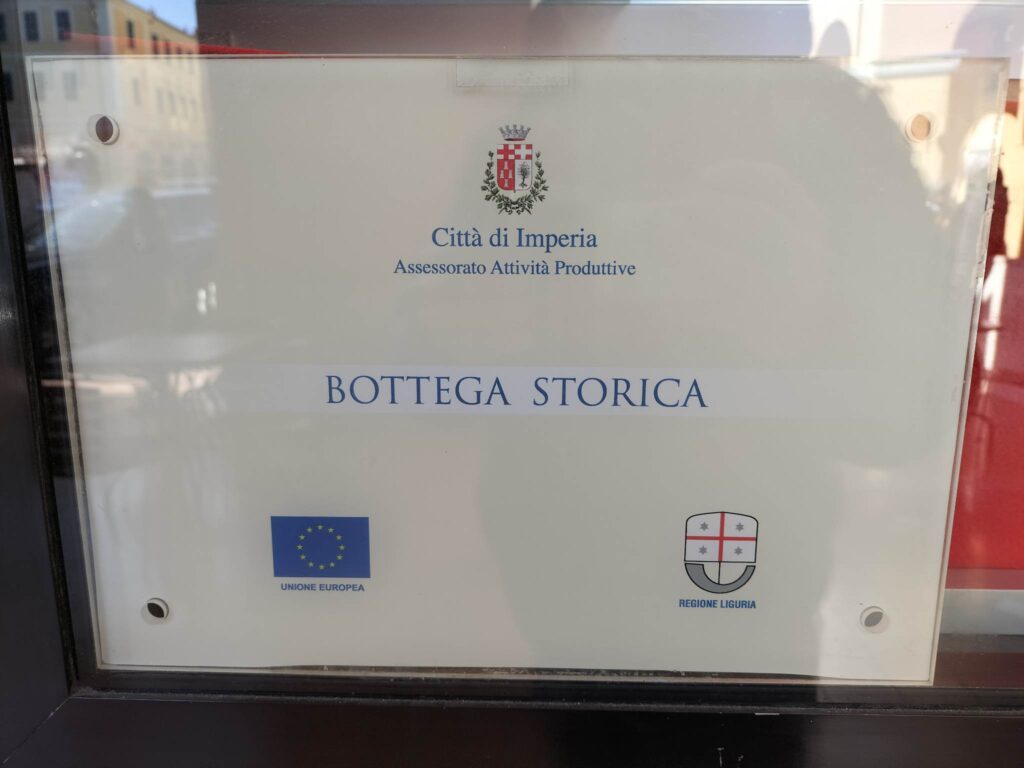 Città di Imperia
Assessorato Attività Produttive
BOTTEGA STORICA
UNIONE EUROPEA
REGIONE LIGURIA